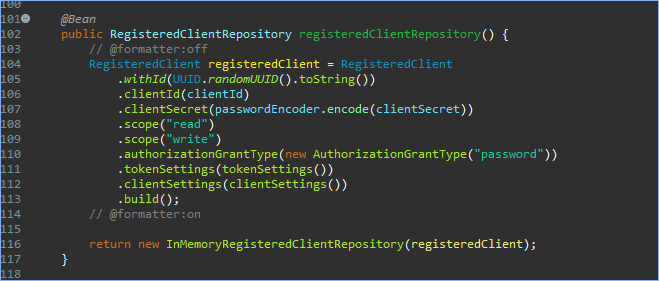 100
101 @Bean
102 public RegisteredClientRepository registeredClientRepository() {
103 // @formatter:off
104 RegisteredClient registeredClient = RegisteredClient
105 .withId(UUID.randomUUID().toString())
106 .clientId(clientId)
107 .clientSecret(passwordEncoder.encode(clientSecret))
108 .scope("read")
109 .scope("write")
110 .authorizationGrantType(new AuthorizationGrantType("password"))
111 .tokenSettings(tokenSettings())
112 .clientSettings(clientSettings())
113 .build();
114 // @formatter:on
115
116 return new InMemoryRegisteredClientRepository(registeredClient);
117 }
118